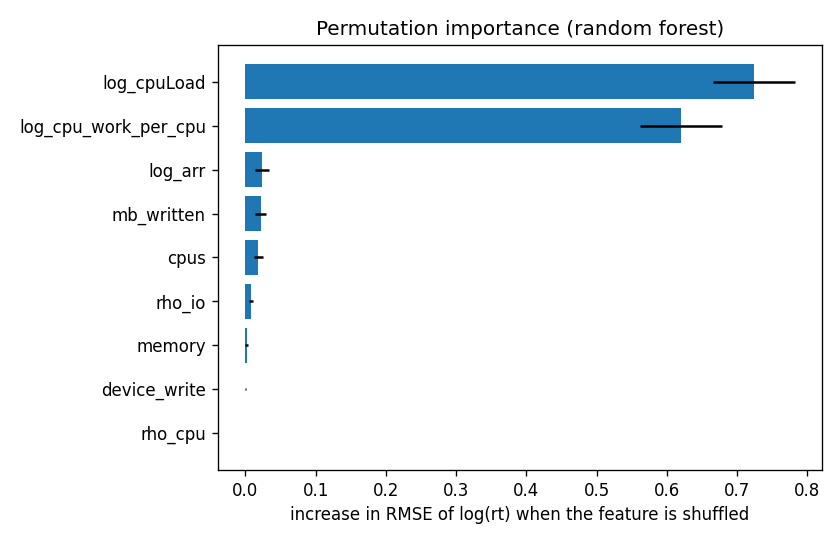 Permutation importance (random forest)
log_cpuLoad
log_cpu_work_per_cpu
log_arr
mb_written
cpus
rho_io
memory
device_write
rho_cpu
0.0 0.1 0.2 0.3 0.4 0.5 0.6 0.7 0.8
increase in RMSE of log(rt) when the feature is shuffled